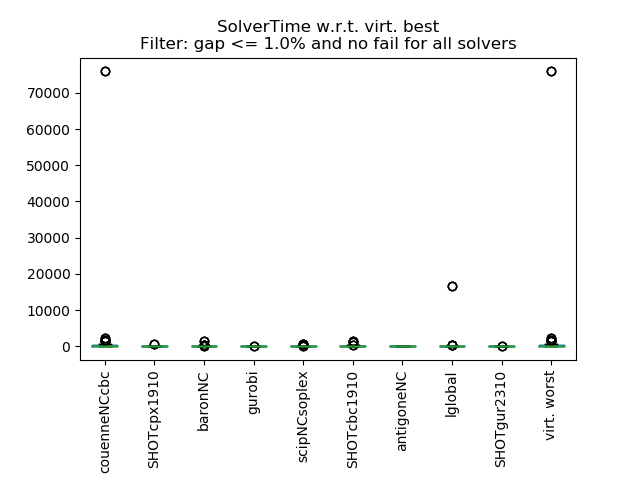 SolverTime w.r.t. virt. best
Filter: gap <= 1.0% and no fail for all solvers
70000
60000
50000
40000
30000
20000
10000
0
couenneNCcbc
SHOTcpx1910
baronNC
gurobi
scipNCsoplex
SHOTcbc1910
antigoneNC
lglobal
SHOTgur2310
virt. worst